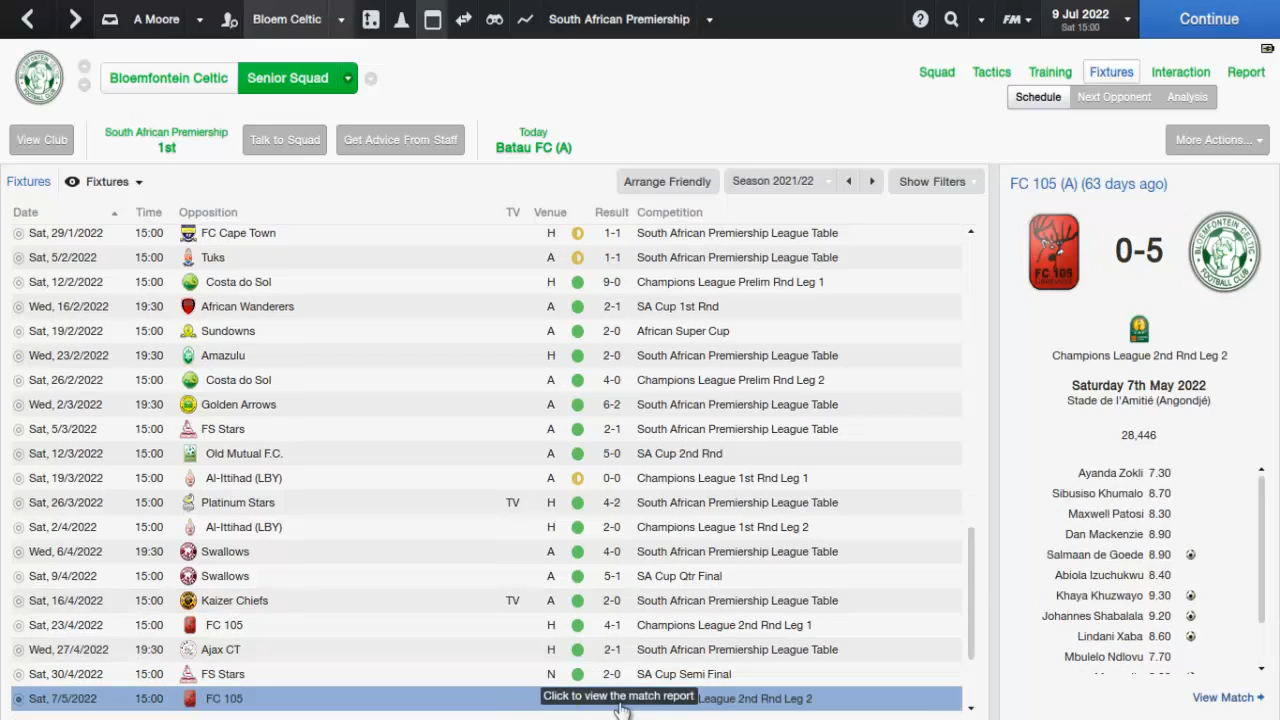 A Moore Bloem Celtic South African Premiership FM 9 Jul 2022 Continue
Sat 15:00
Bloemfontein Celtic Senior Squad Squad Tactics Training Fixtures Interaction Report
Schedule Next Opponent Analysis
View Club South African Premiership Talk to Squad Get Advice From Staff Today More Actions...
1st Batau FC (A)
Fixtures Fixtures Arrange Friendly Season 2021/22 Show Filters
Date Time Opposition TV Venue Result Competition
Sat, 29/1/2022 15:00 FC Cape Town H 1-1 South African Premiership League Table
Sat, 5/2/2022 15:00 Tuks A 1-1 South African Premiership League Table
Sat, 12/2/2022 15:00 Costa do Sol H 9-0 Champions League Prelim Rnd Leg 1
Wed, 16/2/2022 19:30 African Wanderers A 2-1 SA Cup 1st Rnd
Sat, 19/2/2022 15:00 Sundowns A 2-0 African Super Cup
Wed, 23/2/2022 19:30 Amazulu H 2-0 South African Premiership League Table
Sat, 26/2/2022 15:00 Costa do Sol A 4-0 Champions League Prelim Rnd Leg 2
Wed, 2/3/2022 19:30 Golden Arrows A 6-2 South African Premiership League Table
Sat, 5/3/2022 15:00 FS Stars A 2-1 South African Premiership League Table
Sat, 12/3/2022 15:00 Old Mutual F.C. A 5-0 SA Cup 2nd Rnd
Sat, 19/3/2022 15:00 Al-Ittihad (LBY) A 0-0 Champions League 1st Rnd Leg 1
Sat, 26/3/2022 15:00 Platinum Stars TV H 4-2 South African Premiership League Table
Sat, 2/4/2022 15:00 Al-Ittihad (LBY) H 2-0 Champions League 1st Rnd Leg 2
Wed, 6/4/2022 19:30 Swallows A 4-0 South African Premiership League Table
Sat, 9/4/2022 15:00 Swallows A 5-1 SA Cup Qtr Final
Sat, 16/4/2022 15:00 Kaizer Chiefs TV A 2-0 South African Premiership League Table
Sat, 23/4/2022 15:00 FC 105 H 4-1 Champions League 2nd Rnd Leg 1
Wed, 27/4/2022 19:30 Ajax CT H 2-1 South African Premiership League Table
Sat, 30/4/2022 15:00 FS Stars N 2-0 SA Cup Semi Final
Sat, 7/5/2022 15:00 FC 105 League 2nd Rnd Leg 2
Click to view the match report
FC 105 (A) (63 days ago)
FC 105 0-5 BLOEMFONTEIN CELTIC FOOTBALL CLUB
Champions League 2nd Rnd Leg 2
Saturday 7th May 2022
Stade de l'Amitié (Angondjé)
28,446
Ayanda Zokli 7.30
Sibusiso Khumalo 8.70
Maxwell Patosi 8.30
Dan Mackenzie 8.90
Salmaan de Goede 8.90
Abiola Izuchukwu 8.40
Khaya Khuzwayo 9.30
Johannes Shabalala 9.20
Lindani Xaba 8.60
Mbulelo Ndlovu 7.70
View Match